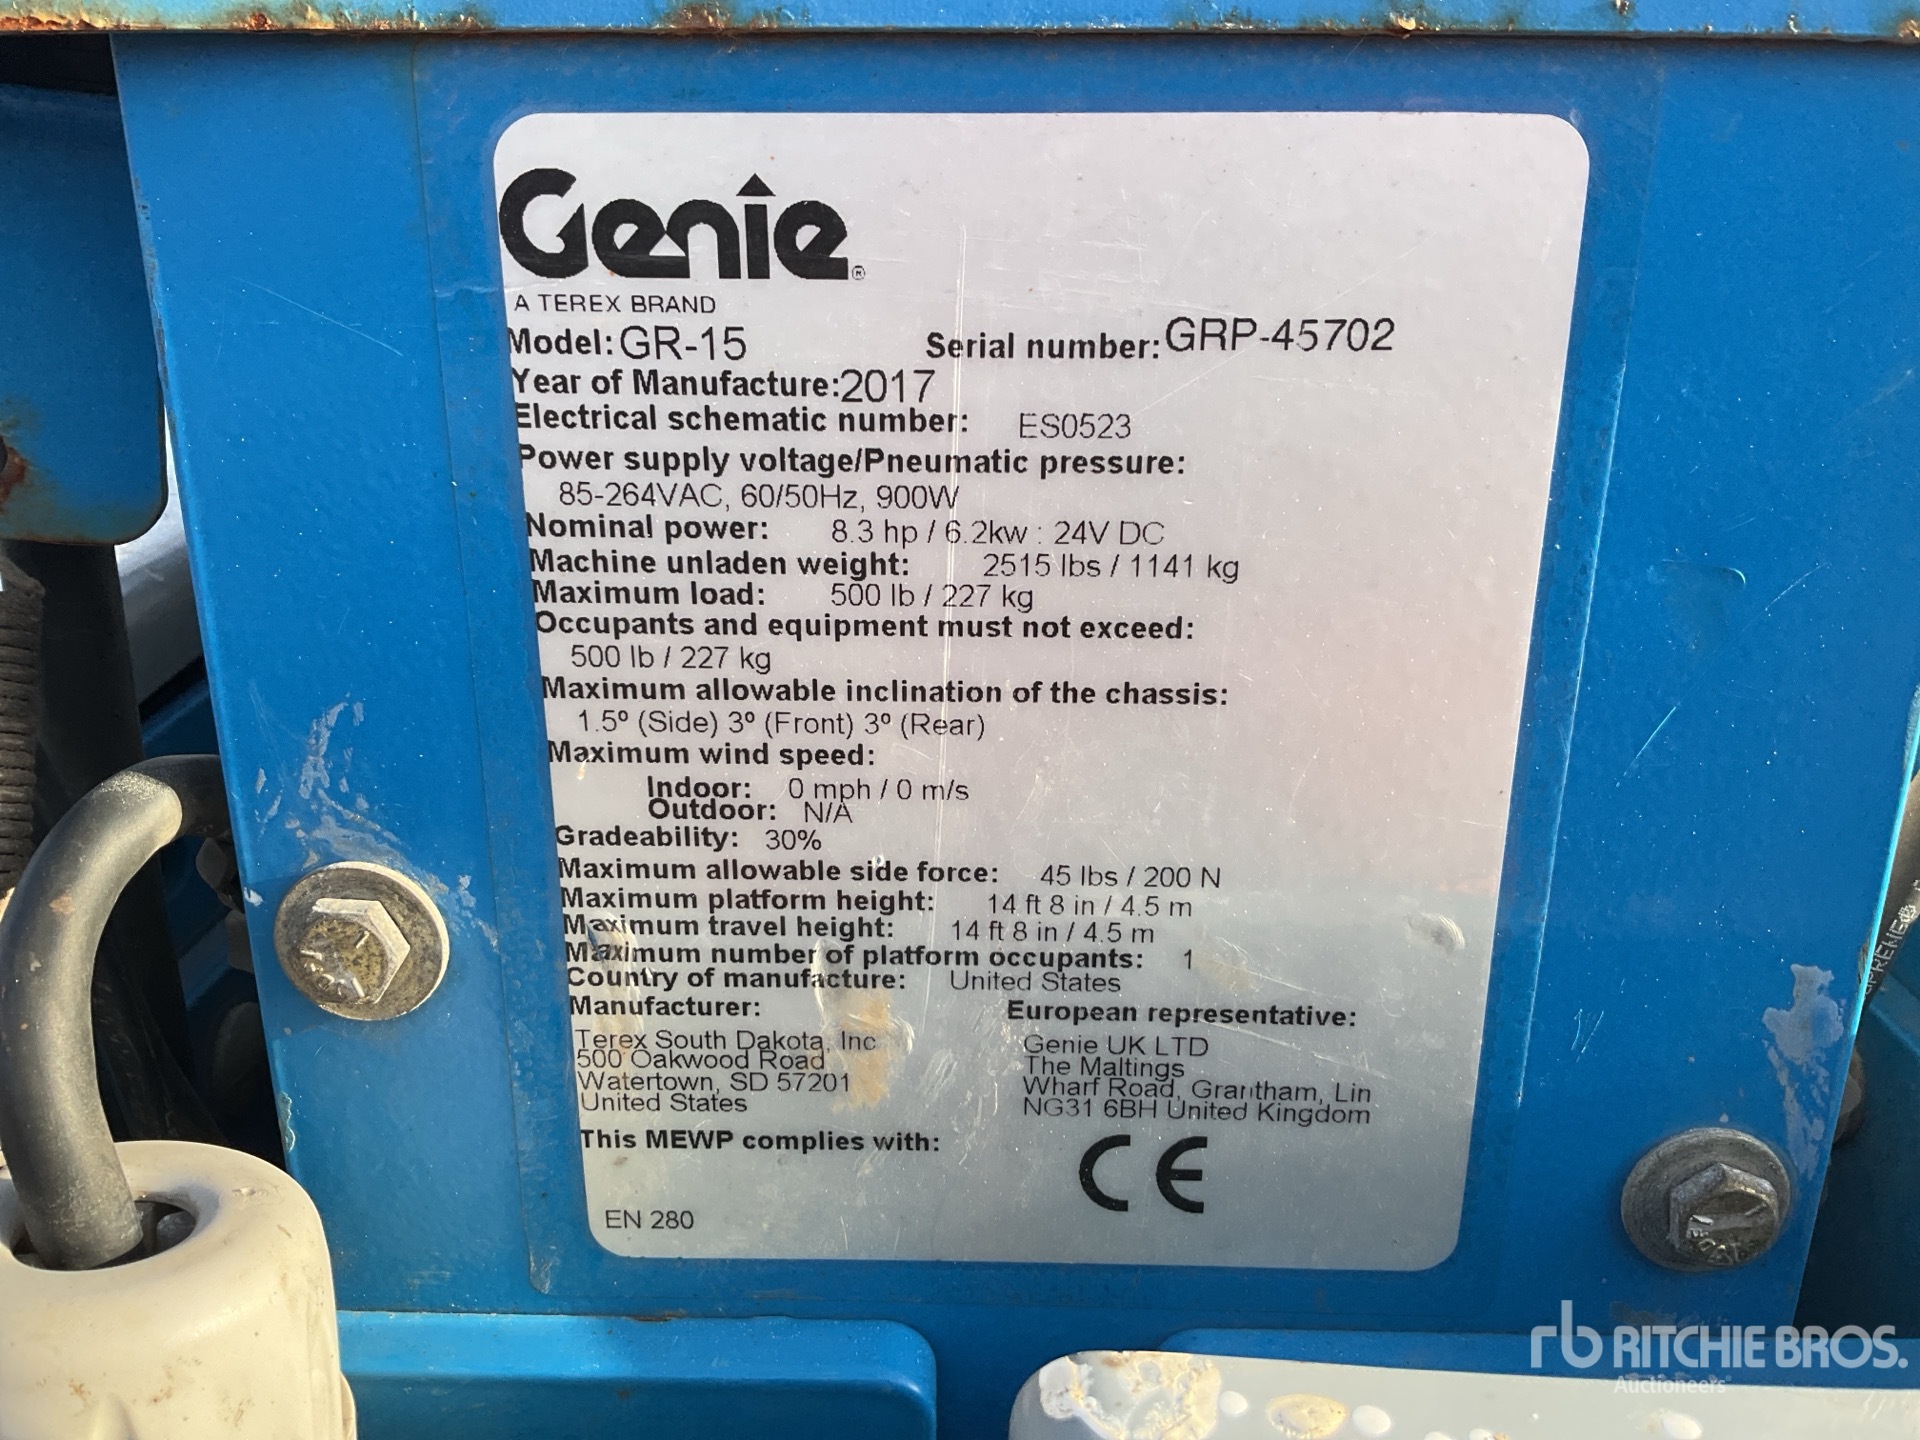 Genie®
A TEREX BRAND
Model: GR-15 Serial number: GRP-45702
Year of Manufacture: 2017
Electrical schematic number: ES0523
Power supply voltage/Pneumatic pressure:
85-264VAC, 60/50Hz, 900W
Nominal power: 8.3 hp / 6.2kw : 24V DC
Machine unladen weight: 2515 lbs / 1141 kg
Maximum load: 500 lb / 227 kg
Occupants and equipment must not exceed:
500 lb / 227 kg
Maximum allowable inclination of the chassis:
1.5º (Side) 3º (Front) 3º (Rear)
Maximum wind speed:
Indoor: 0 mph / 0 m/s
Outdoor: N/A
Gradeability: 30%
Maximum allowable side force: 45 lbs / 200 N
Maximum platform height: 14 ft 8 in / 4.5 m
Maximum travel height: 14 ft 8 in / 4.5 m
Maximum number of platform occupants: 1
Country of manufacture: United States
Manufacturer: European representative:
Terex South Dakota, Inc Genie UK LTD
500 Oakwood Road The Maltings
Watertown, SD 57201 Wharf Road, Grantham, Lin
United States NG31 6BH United Kingdom
This MEWP complies with:
CE
EN 280
rb RITCHIE BROS.
Auctioneers